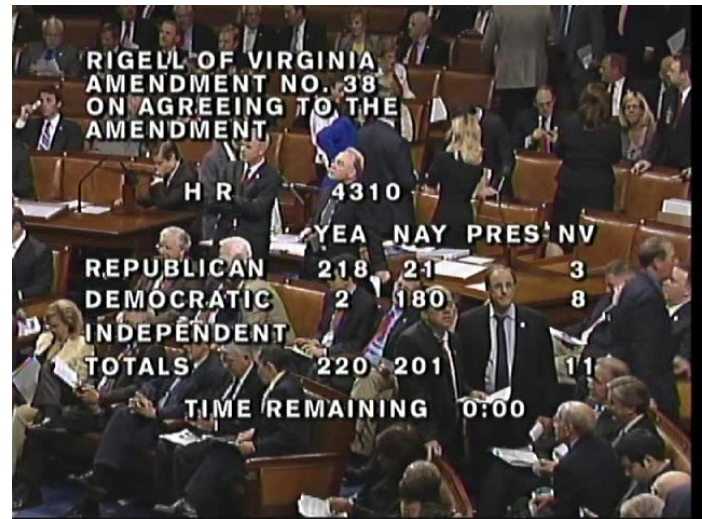 RIGELL OF VIRGINIA
AMENDMENT NO. 38
ON AGREEING TO THE
AMENDMENT
H R 4310
YEA NAY PRES NV
REPUBLICAN 218 21 3
DEMOCRATIC 2 180 8
INDEPENDENT
TOTALS 220 201 11
TIME REMAINING 0:00